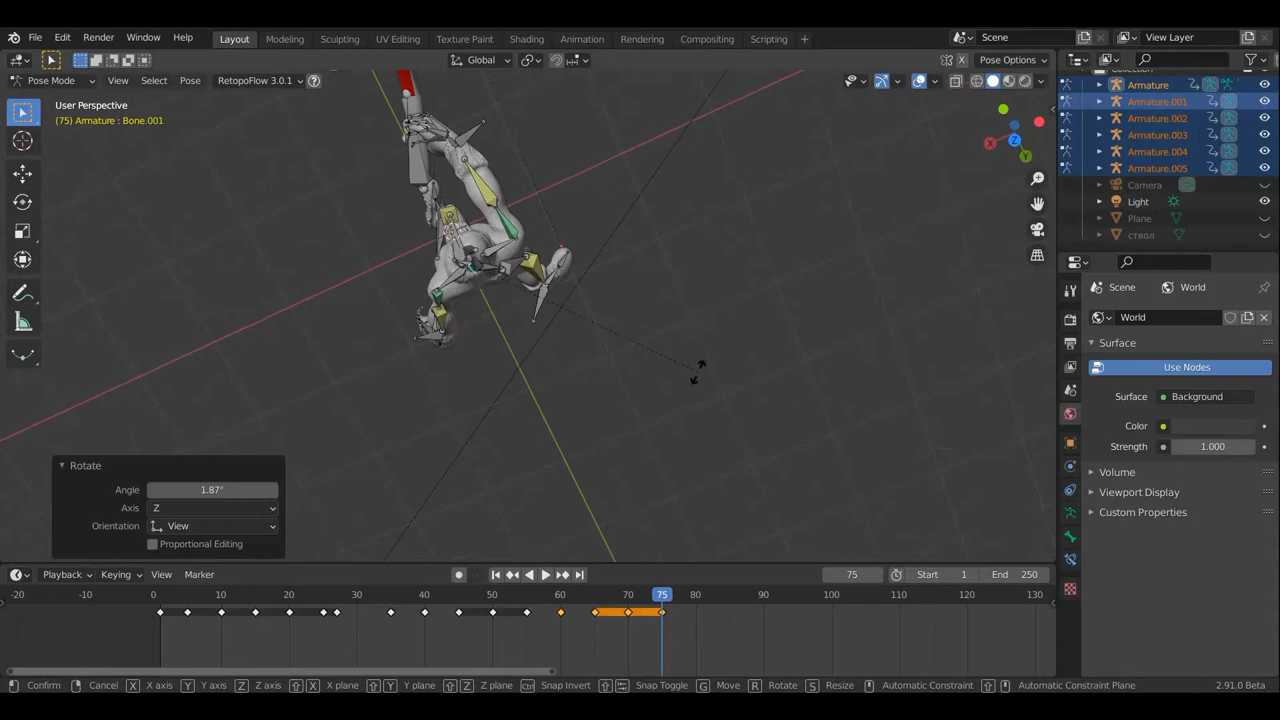 File Edit Render Window Help Layout Modeling Sculpting UV Editing Texture Paint Shading Animation Rendering Compositing Scripting + Scene View Layer
Global Pose Options
Pose Mode View Select Pose RetopoFlow 3.0.1
User Perspective
(75) Armature : Bone.001
X Z Y
Armature
Armature.001
Armature.002
Armature.003
Armature.004
Armature.005
Camera
Light
Plane
ствол
Scene World
World
Surface
Use Nodes
Surface Background
Color
Strength 1.000
Volume
Viewport Display
Custom Properties
Rotate
Angle 1.87°
Axis Z
Orientation View
Proportional Editing
Playback Keying View Marker 75 Start 1 End 250
-20 -10 0 10 20 30 40 50 60 70 75 80 90 100 110 120 130
Confirm Cancel X X axis Y Y axis Z Z axis X X plane Y Y plane Z Z plane Ctrl Snap Invert Snap Toggle G Move R Rotate S Resize Automatic Constraint Automatic Constraint Plane 2.91.0 Beta